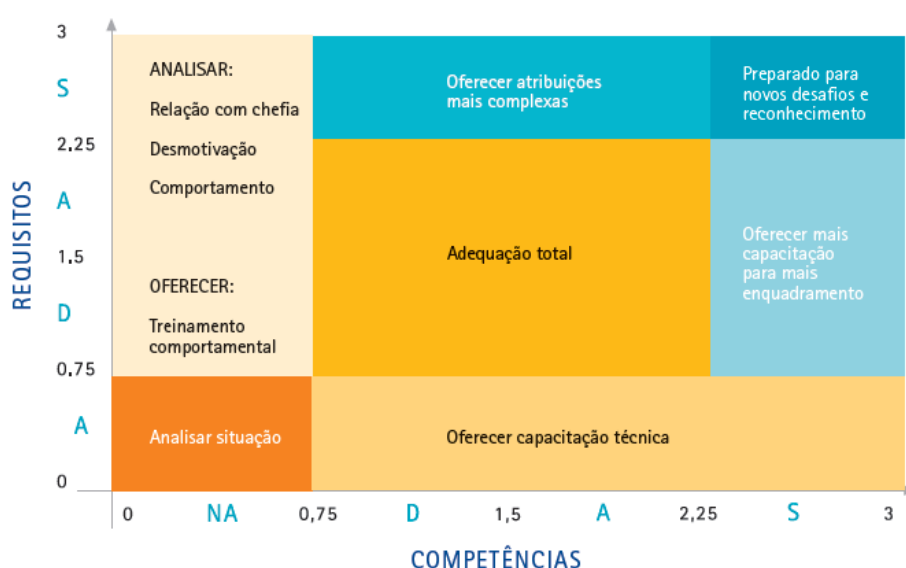 3
S
2,25
A
1,5
D
0,75
A
0
REQUISITOS
ANALISAR:
Relação com chefia
Desmotivação
Comportamento
OFERECER:
Treinamento
comportamental
Oferecer atribuições
mais complexas
Preparado para
novos desafios e
reconhecimento
Adequação total
Oferecer mais
capacitação
para mais
enquadramento
Analisar situação
Oferecer capacitação técnica
0 NA 0,75 D 1,5 A 2,25 S 3
COMPETÊNCIAS